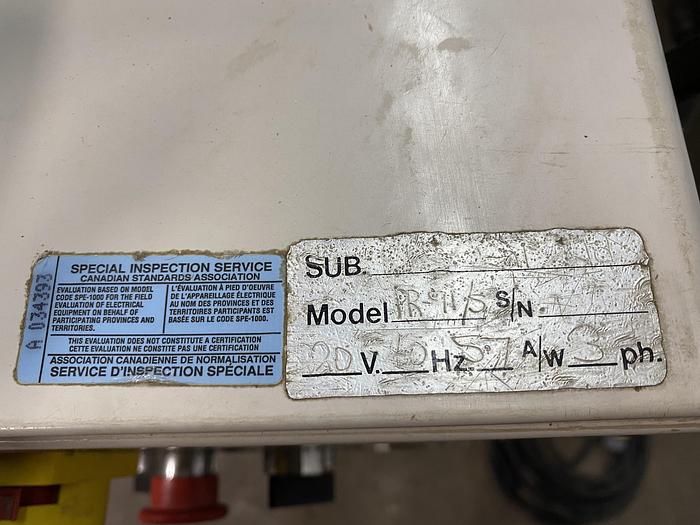 A 034393
SPECIAL INSPECTION SERVICE
CANADIAN STANDARDS ASSOCIATION
EVALUATION BASED ON MODEL
CODE SPE-1000 FOR THE FIELD
EVALUATION OF ELECTRICAL
EQUIPMENT ON BEHALF OF
PARTICIPATING PROVINCES AND
TERRITORIES.
L'ÉVALUATION À PIED D'OEUVRE
DE L'APPAREILLAGE ÉLECTRIQUE
AU NOM DES PROVINCES ET DES
TERRITOIRES PARTICIPANTS EST
BASÉE SUR LE CODE SPE-1000.
THIS EVALUATION DOES NOT CONSTITUTE A CERTIFICATION
CETTE EVALUATION NE CONSTITE PAS UNE CERTIFICATION
ASSOCIATION CANADIENNE DE NORMALISATION
SERVICE D'INSPECTION SPÉCIALE
SUB.
Model S/N.
V. Hz. A/W 3 ph.